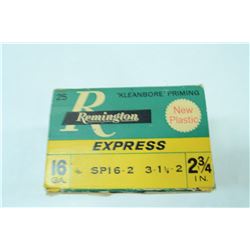 25 'KLEANBORE' PRIMING
R
Remington
New
Plastic
EXPRESS
16 GA. SP16-2 3-1⅛-2 2¾ IN.